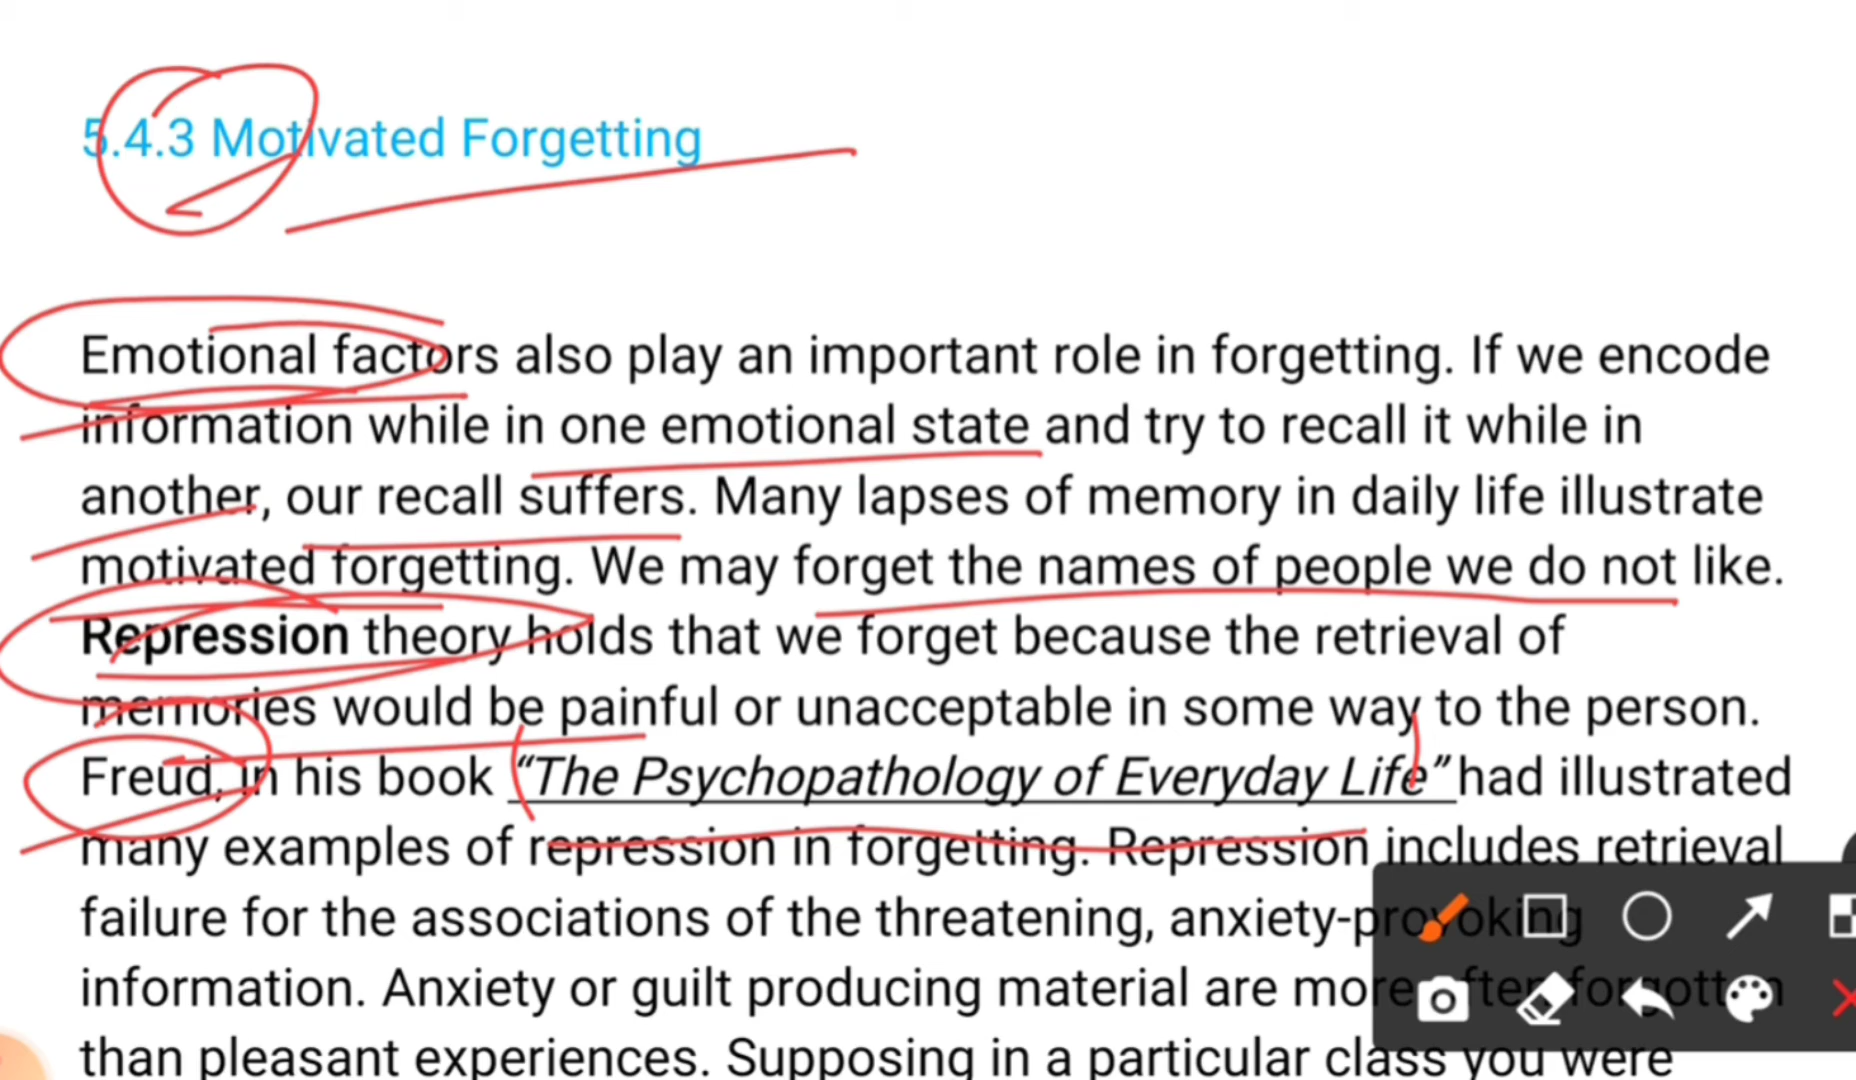 5.4.3 Motivated Forgetting
Emotional factors also play an important role in forgetting. If we encode
information while in one emotional state and try to recall it while in
another, our recall suffers. Many lapses of memory in daily life illustrate
motivated forgetting. We may forget the names of people we do not like.
Repression theory holds that we forget because the retrieval of
memories would be painful or unacceptable in some way to the person.
Freud, in his book “The Psychopathology of Everyday Life” had illustrated
many examples of repression in forgetting. Repression includes retrieval
failure for the associations of the threatening, anxiety-provoking
information. Anxiety or guilt producing material are more often forgotten
than pleasant experiences. Supposing in a particular class you were